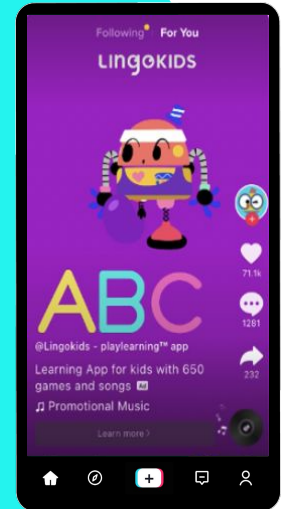 Following For You
LINGOKIDS
ABC
71.1k
1281
@Lingokids - playlearning™ app
232
Learning App for kids with 650
games and songs Ad
♫ Promotional Music
Learn more >